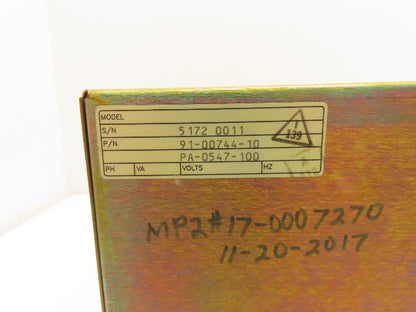 MODEL
S/N 5172 0011
P/N 91-00744-10
PA-0547-100
PH VA VOLTS HZ
1
139
MP2#17-0007270
11-20-2017